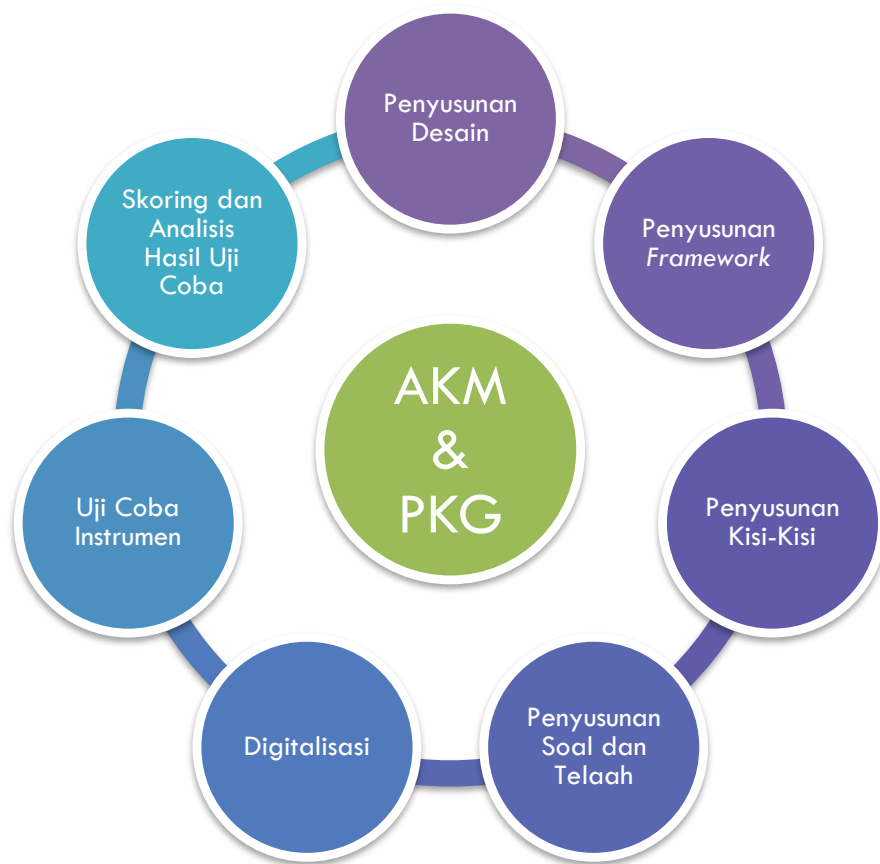 Penyusunan
Desain
Penyusunan
Framework
Penyusunan
Kisi-Kisi
Penyusunan
Soal dan
Telaah
Digitalisasi
Uji Coba
Instrumen
Skoring dan
Analisis
Hasil Uji
Coba
AKM
&
PKG